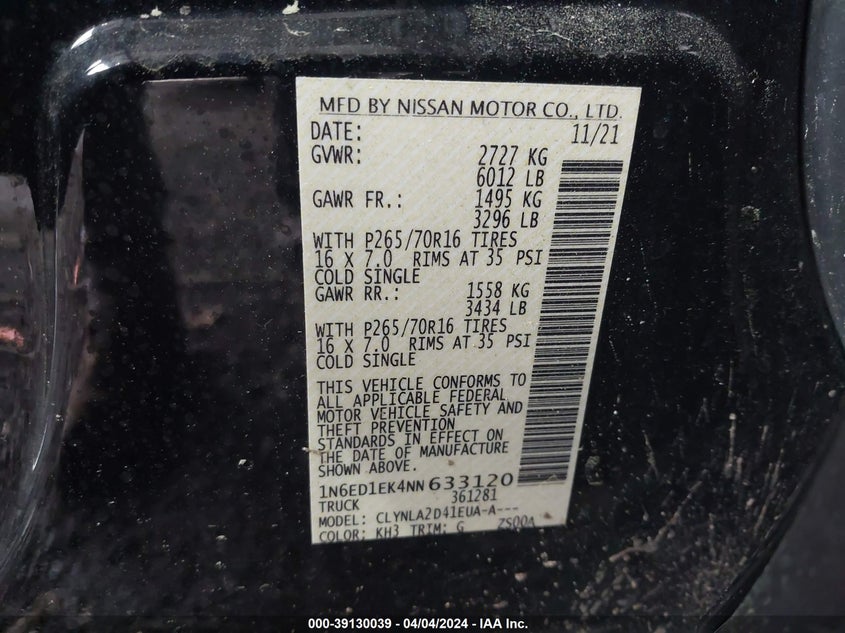 MFD BY NISSAN MOTOR CO., LTD.
DATE: 11/21
GVWR: 2727 KG
6012 LB
GAWR FR.: 1495 KG
3296 LB
WITH P265/70R16 TIRES
16 X 7.0 RIMS AT 35 PSI
COLD SINGLE
GAWR RR.: 1558 KG
3434 LB
WITH P265/70R16 TIRES
16 X 7.0 RIMS AT 35 PSI
COLD SINGLE
THIS VEHICLE CONFORMS TO
ALL APPLICABLE FEDERAL
MOTOR VEHICLE SAFETY AND
THEFT PREVENTION
STANDARDS IN EFFECT ON
THE DATE OF MANUFACTURE
SHOWN ABOVE.
1N6ED1EK4NN633120
TRUCK 361281
MODEL: CLYNLA2D41EUA-A---
COLOR: KH3 TRIM: G ZS00A
000-39130039 - 04/04/2024 - IAA Inc.